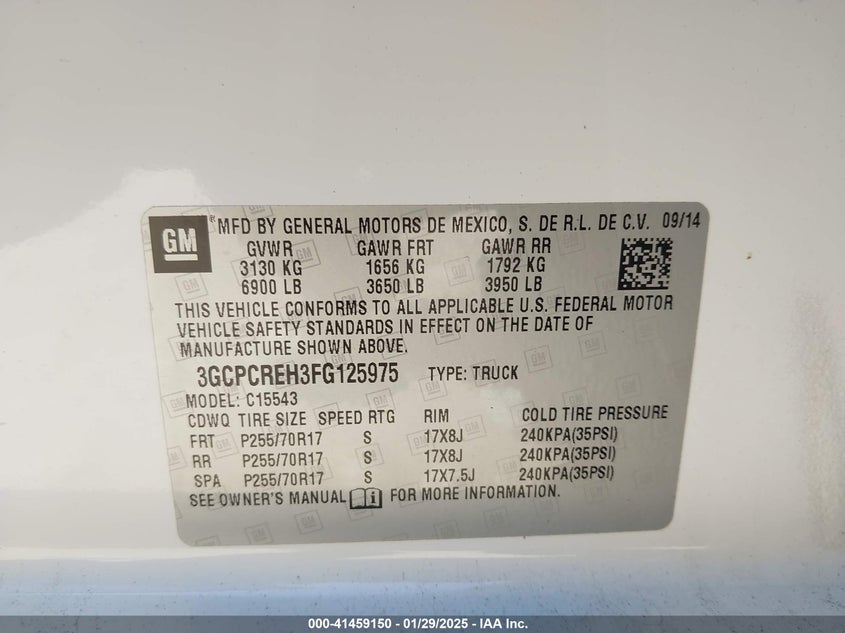 GM ® MFD BY GENERAL MOTORS DE MEXICO, S. DE R.L. DE C.V. 09/14
GVWR GAWR FRT GAWR RR
3130 KG 1656 KG 1792 KG
6900 LB 3650 LB 3950 LB
THIS VEHICLE CONFORMS TO ALL APPLICABLE U.S. FEDERAL MOTOR
VEHICLE SAFETY STANDARDS IN EFFECT ON THE DATE OF
MANUFACTURE SHOWN ABOVE.
3GCPCREH3FG125975 TYPE: TRUCK
MODEL: C15543
CDWQ TIRE SIZE SPEED RTG RIM COLD TIRE PRESSURE
FRT P255/70R17 S 17X8J 240KPA(35PSI)
RR P255/70R17 S 17X8J 240KPA(35PSI)
SPA P255/70R17 S 17X7.5J 240KPA(35PSI)
SEE OWNER'S MANUAL FOR MORE INFORMATION.
000-41459150 - 01/29/2025 - IAA Inc.